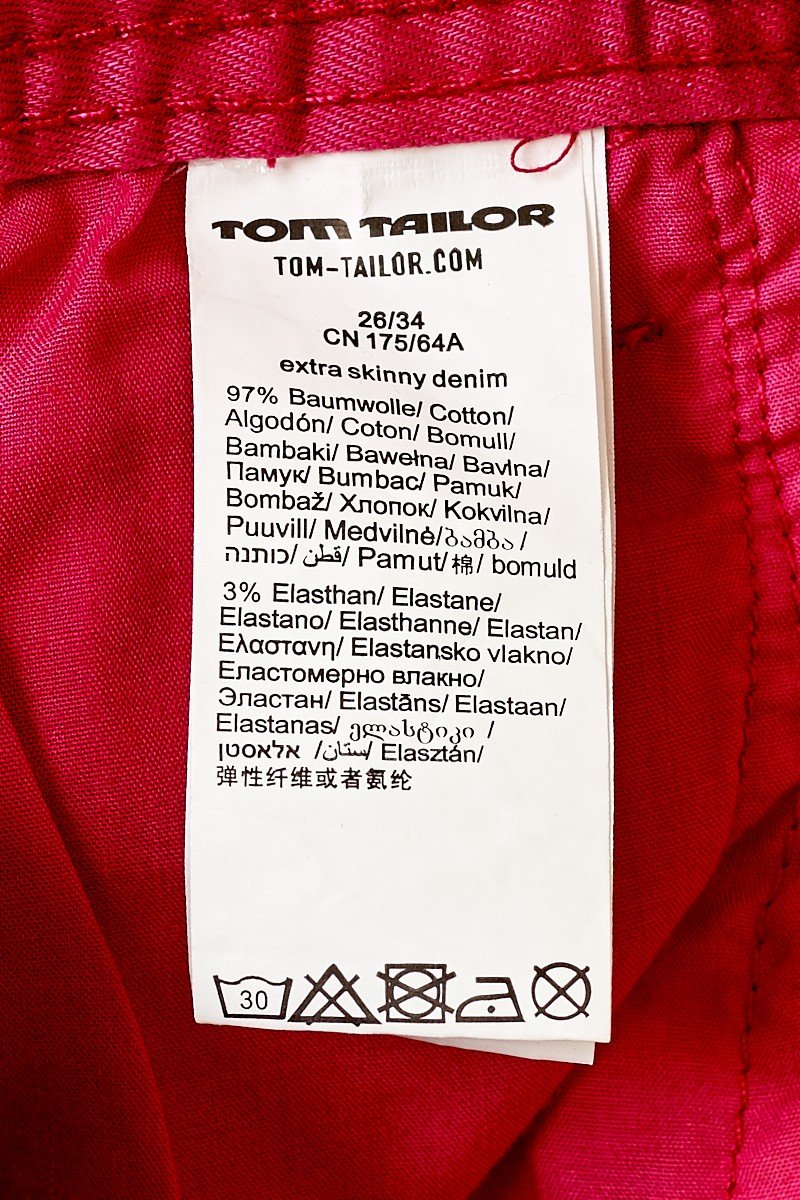 TOM TAILOR
TOM-TAILOR.COM
26/34
CN 175/64A
extra skinny denim
97% Baumwolle/ Cotton/
Algodón/ Coton/ Bomull/
Bambaki/ Bawełna/ Bavlna/
Памук/ Bumbac/ Pamuk/
Bombaž/ Хлопок/ Kokvilna/
Puuvill/ Medvilnė/ბამბა /
כותנה/ قطن/ Pamut/棉/ bomuld
3% Elasthan/ Elastane/
Elastano/ Elasthanne/ Elastan/
Ελαστανη/ Elastansko vlakno/
Еластомерно влакно/
Эластан/ Elastāns/ Elastaan/
Elastanas/ ელასტიკი /
אלאסטן /ستان/ Elasztán/
弹性纤维或者氨纶
30